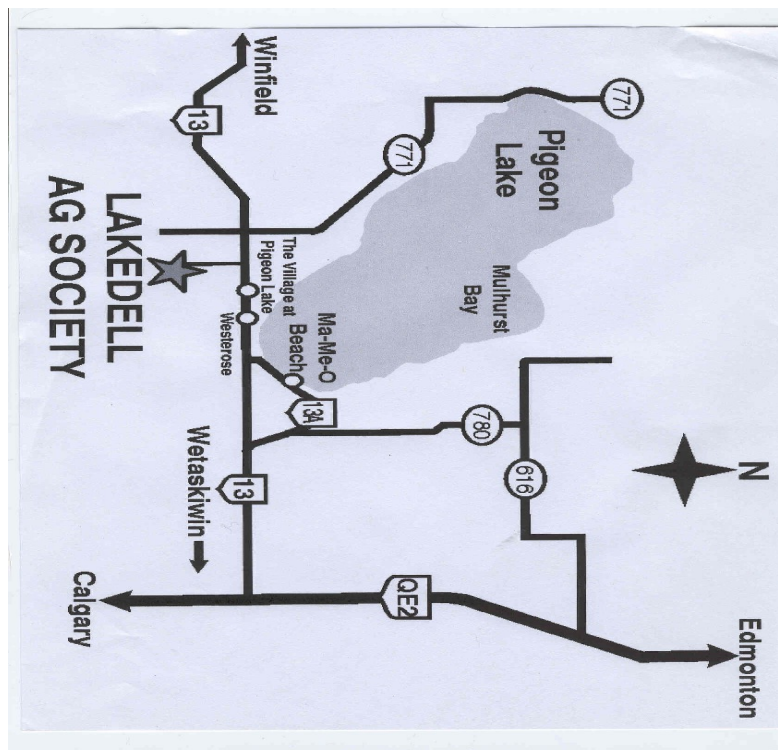 N
Edmonton
771
Pigeon
Lake
616
Mulhurst
Bay
780
771
QE2
Ma-Me-O
Beach
13A
The Village at
Pigeon Lake
Winfield
13
Westerose
13
Wetaskiwin
LAKEDELL
AG SOCIETY
Calgary